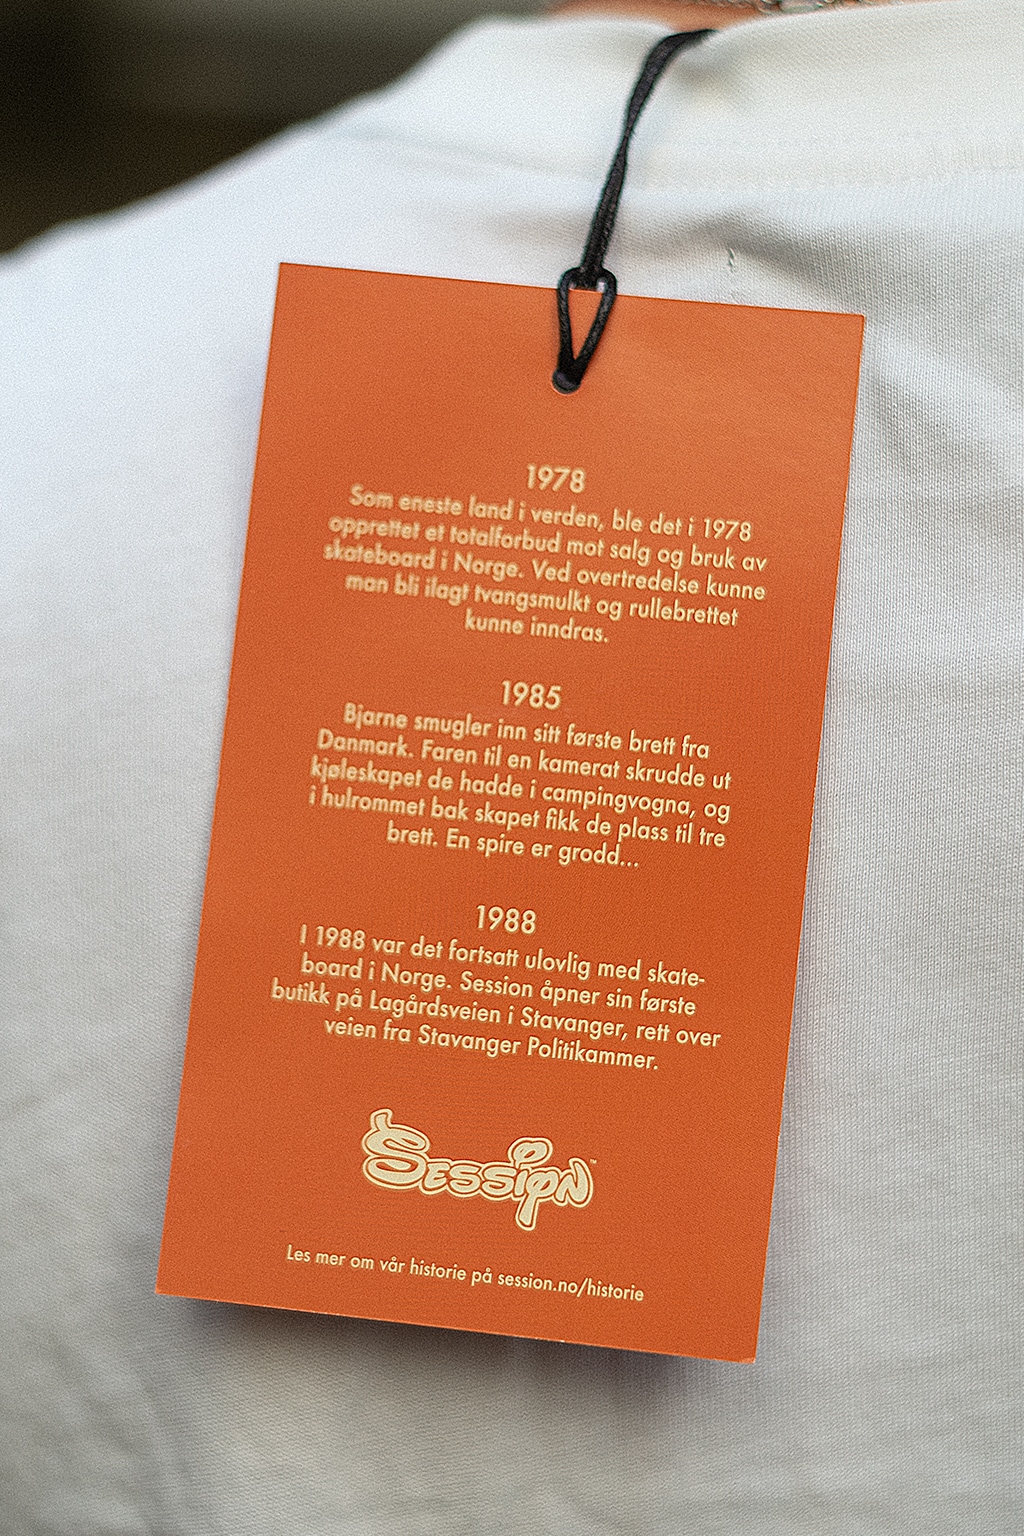 1978
Som eneste land i verden, ble det i 1978
opprettet et totalforbud mot salg og bruk av
skateboard i Norge. Ved overtredelse kunne
man bli ilagt tvangsmulkt og rullebrettet
kunne inndras.
1985
Bjarne smugler inn sitt første brett fra
Danmark. Faren til en kamerat skrudde ut
kjøleskapet de hadde i campingvogna, og
i hulrommet bak skapet fikk de plass til tre
brett. En spire er grodd...
1988
I 1988 var det fortsatt ulovlig med skate-
board i Norge. Session åpner sin første
butikk på Lagårdsveien i Stavanger, rett over
veien fra Stavanger Politikammer.
SESSION™
Les mer om vår historie på session.no/historie